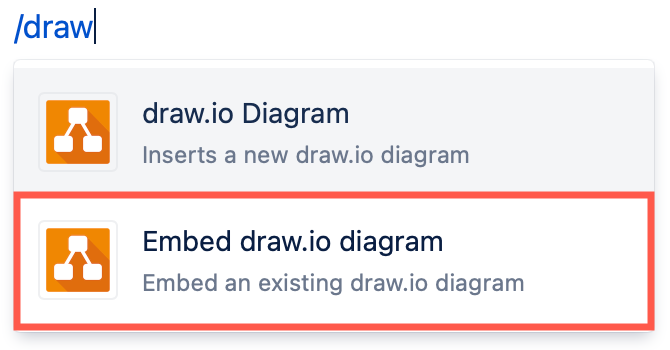 /draw
draw.io Diagram
Inserts a new draw.io diagram
Embed draw.io diagram
Embed an existing draw.io diagram